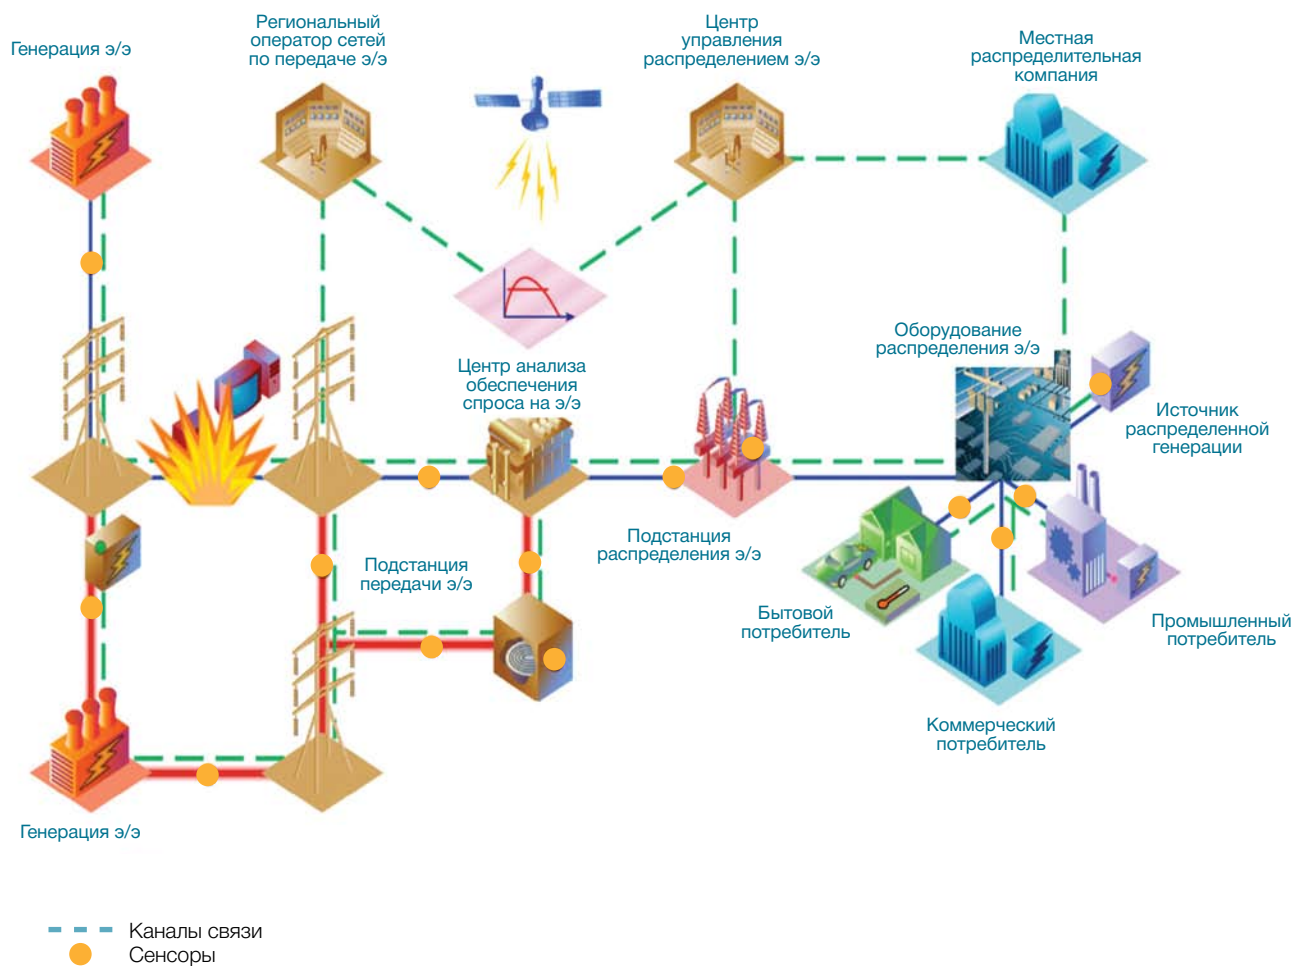 Генерация э/э
Региональный
оператор сетей
по передаче э/э
Центр
управления
распределением э/э
Местная
распределительная
компания
Центр анализа
обеспечения
спроса на э/э
Оборудование
распределения э/э
Источник
распределенной
генерации
Подстанция
передачи э/э
Подстанция
распределения э/э
Бытовой
потребитель
Промышленный
потребитель
Коммерческий
потребитель
Генерация э/э
Каналы связи
Сенсоры